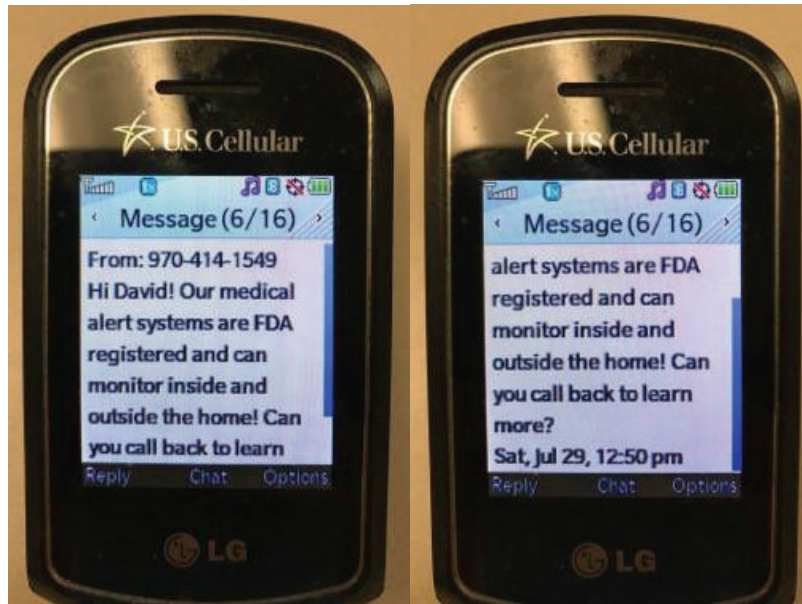 U.S. Cellular
Message (6/16)
From: 970-414-1549
Hi David! Our medical
alert systems are FDA
registered and can
monitor inside and
outside the home! Can
you call back to learn
Reply Chat Options
LG
U.S. Cellular
Message (6/16)
alert systems are FDA
registered and can
monitor inside and
outside the home! Can
you call back to learn
more?
Sat, Jul 29, 12:50 pm
Reply Chat Options
LG